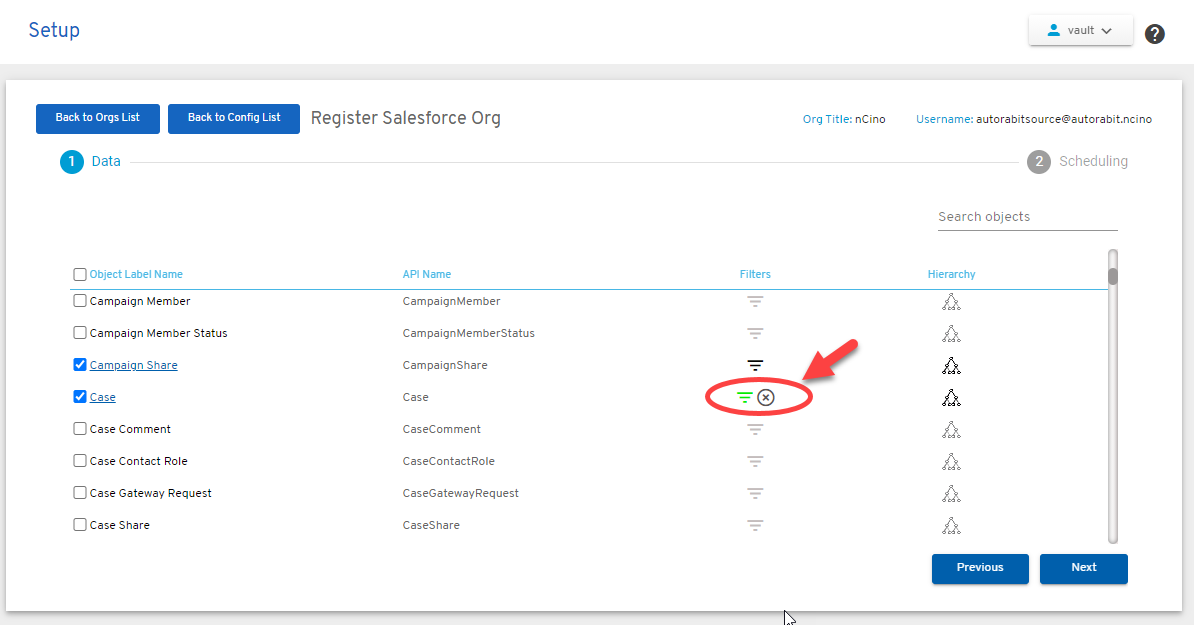 Setup
vault
?
Back to Orgs List
Back to Config List
Register Salesforce Org
Org Title: nCino
Username: autorabitsource@autorabit.ncino
1 Data
2 Scheduling
Search objects
Object Label Name API Name Filters Hierarchy
Campaign Member CampaignMember
Campaign Member Status CampaignMemberStatus
Campaign Share CampaignShare
Case Case
Case Comment CaseComment
Case Contact Role CaseContactRole
Case Gateway Request CaseGatewayRequest
Case Share CaseShare
Previous Next